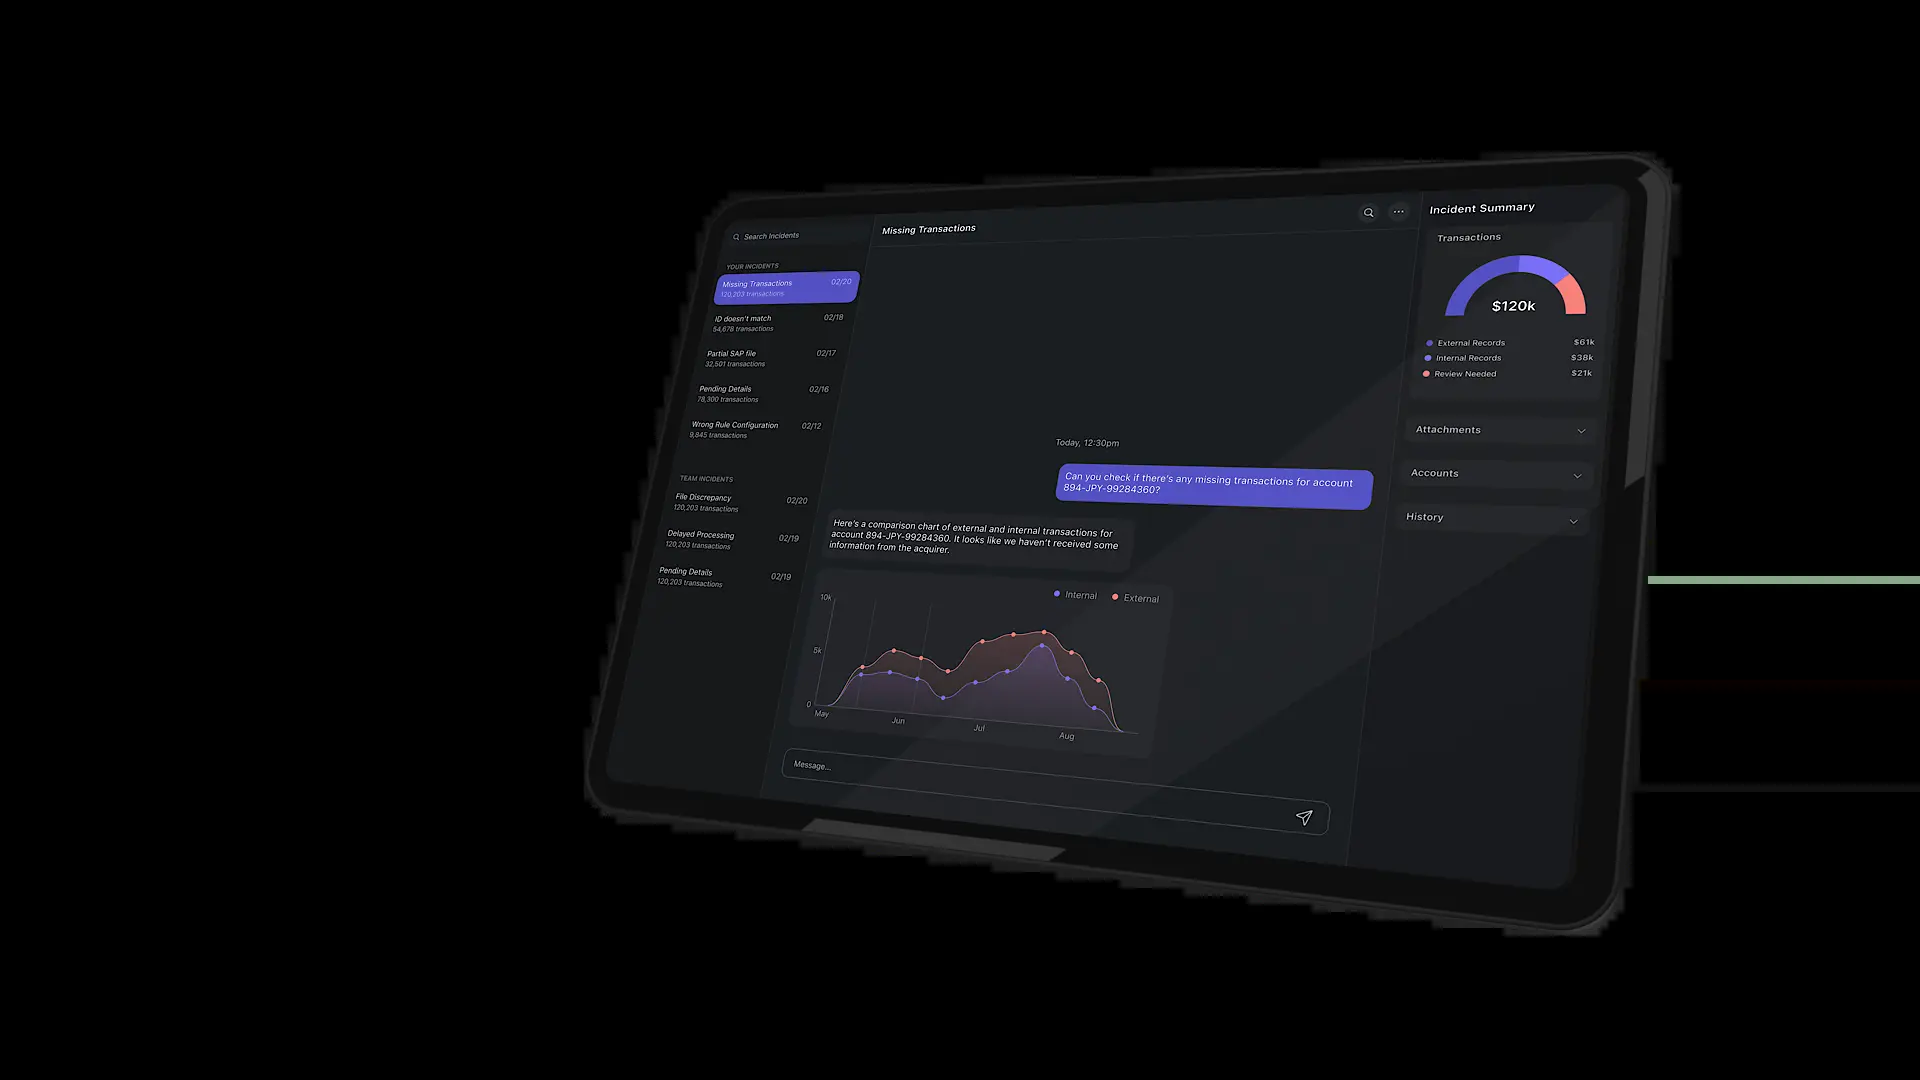 Search Incidents
YOUR INCIDENTS
Missing Transactions 02/20
120,203 transactions
ID doesn't match 02/18
54,678 transactions
Partial SAP file 02/17
32,501 transactions
Pending Details 02/16
78,300 transactions
Wrong Rule Configuration 02/12
9,845 transactions
TEAM INCIDENTS
File Discrepancy 02/20
120,203 transactions
Delayed Processing 02/19
120,203 transactions
Pending Details 02/19
120,203 transactions
Missing Transactions
Today, 12:30pm
Can you check if there's any missing transactions for account
894-JPY-99284360?
Here's a comparison chart of external and internal transactions for
account 894-JPY-99284360. It looks like we haven't received some
information from the acquirer.
Internal External
10k
5k
0
May Jun Jul Aug
Message...
Incident Summary
Transactions
$120k
External Records $61k
Internal Records $38k
Review Needed $21k
Attachments
Accounts
History